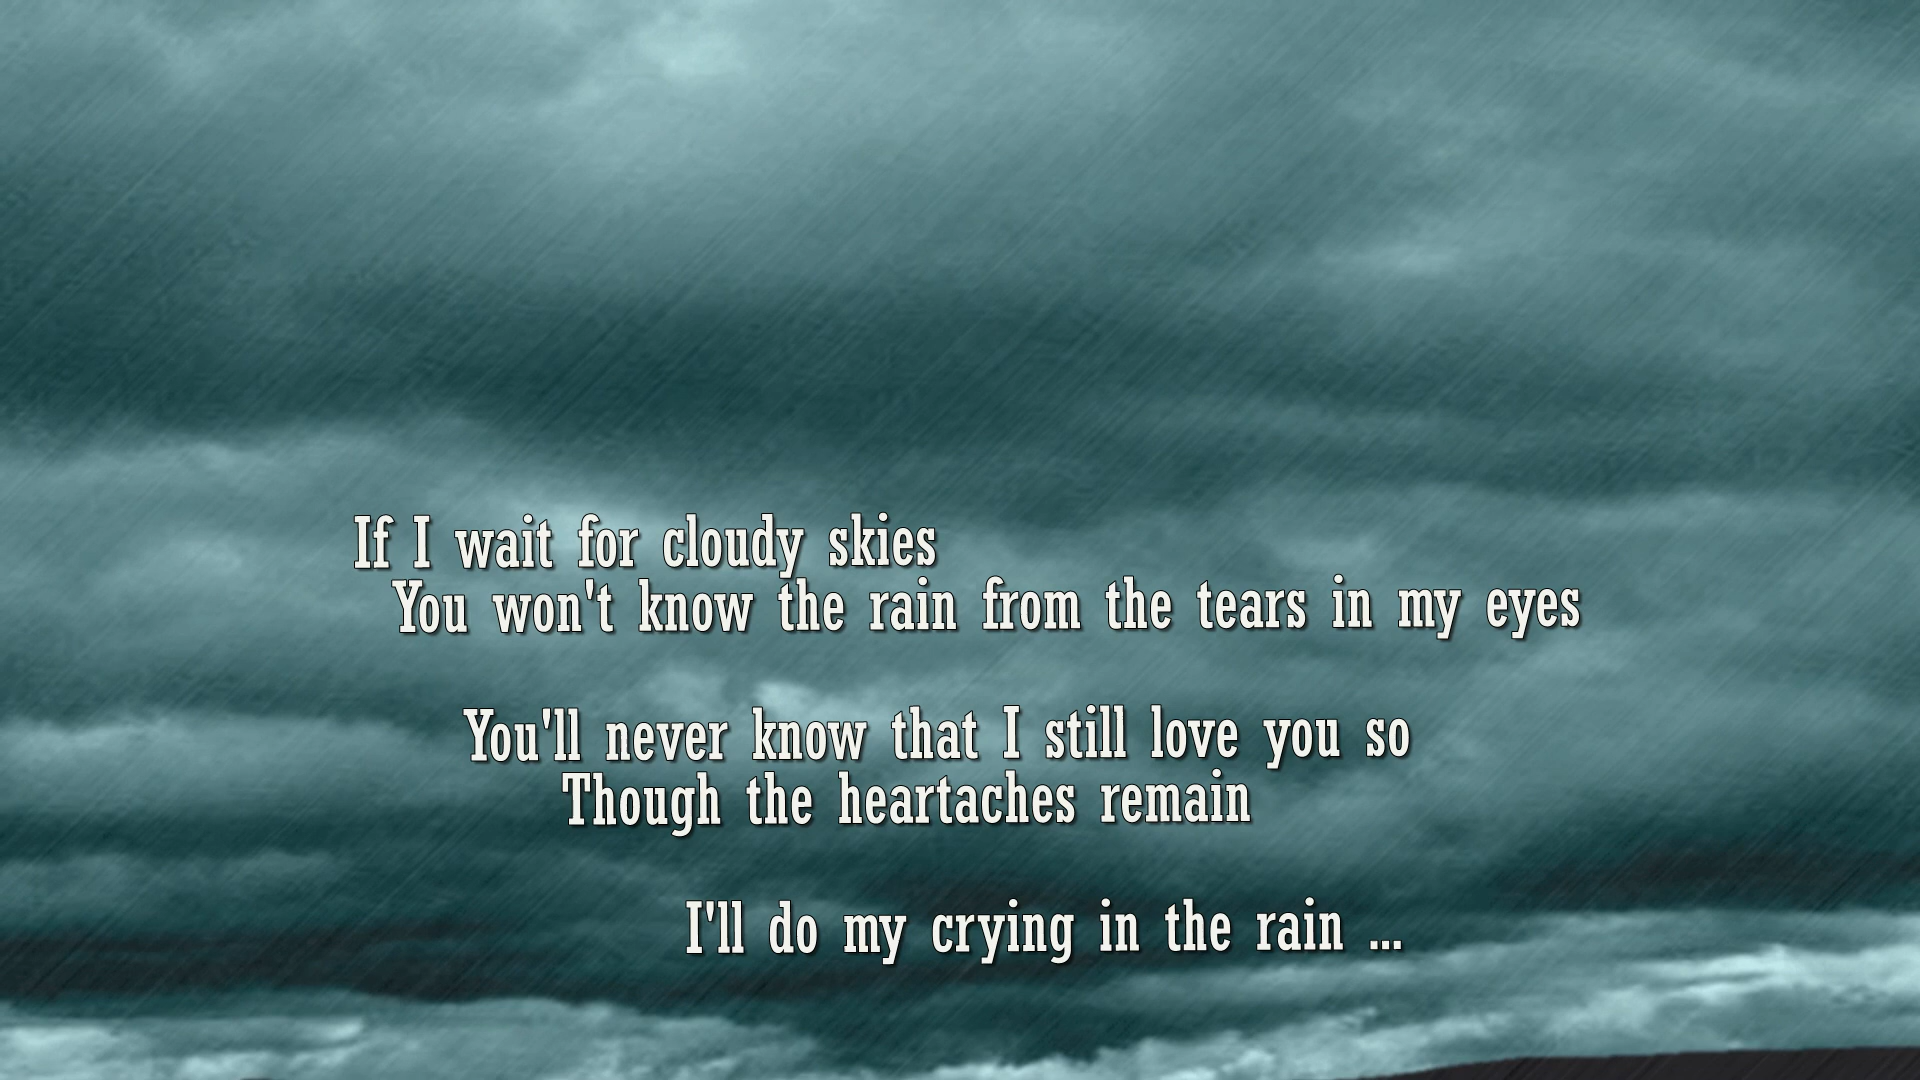 If I wait for cloudy skies
You won't know the rain from the tears in my eyes
You'll never know that I still love you so
Though the heartaches remain
I'll do my crying in the rain ...